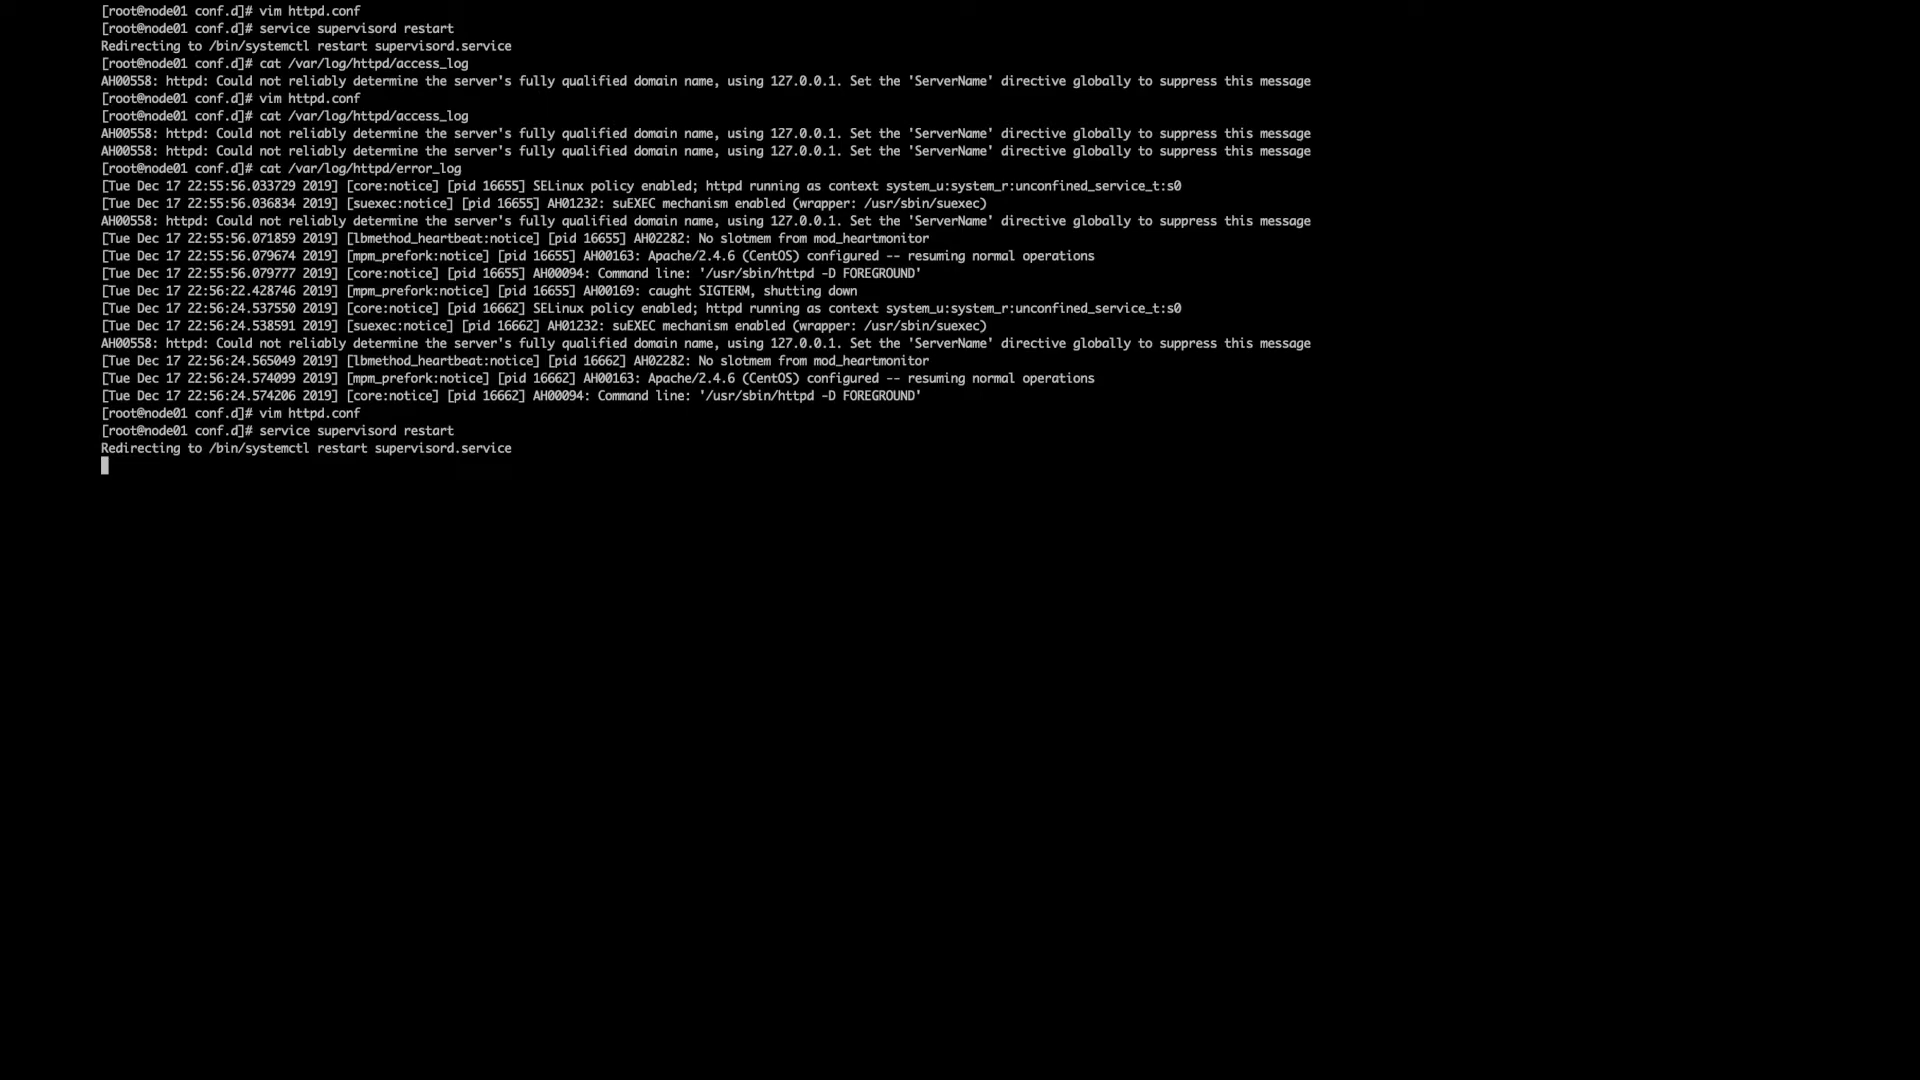 [root@node01 conf.d]# vim httpd.conf
[root@node01 conf.d]# service supervisord restart
Redirecting to /bin/systemctl restart supervisord.service
[root@node01 conf.d]# cat /var/log/httpd/access_log
AH00558: httpd: Could not reliably determine the server's fully qualified domain name, using 127.0.0.1. Set the 'ServerName' directive globally to suppress this message
[root@node01 conf.d]# vim httpd.conf
[root@node01 conf.d]# cat /var/log/httpd/access_log
AH00558: httpd: Could not reliably determine the server's fully qualified domain name, using 127.0.0.1. Set the 'ServerName' directive globally to suppress this message
AH00558: httpd: Could not reliably determine the server's fully qualified domain name, using 127.0.0.1. Set the 'ServerName' directive globally to suppress this message
[root@node01 conf.d]# cat /var/log/httpd/error_log
[Tue Dec 17 22:55:56.033729 2019] [core:notice] [pid 16655] SELinux policy enabled; httpd running as context system_u:system_r:unconfined_service_t:s0
[Tue Dec 17 22:55:56.036834 2019] [suexec:notice] [pid 16655] AH01232: suEXEC mechanism enabled (wrapper: /usr/sbin/suexec)
AH00558: httpd: Could not reliably determine the server's fully qualified domain name, using 127.0.0.1. Set the 'ServerName' directive globally to suppress this message
[Tue Dec 17 22:55:56.071859 2019] [lbmethod_heartbeat:notice] [pid 16655] AH02282: No slotmem from mod_heartmonitor
[Tue Dec 17 22:55:56.079674 2019] [mpm_prefork:notice] [pid 16655] AH00163: Apache/2.4.6 (CentOS) configured -- resuming normal operations
[Tue Dec 17 22:55:56.079777 2019] [core:notice] [pid 16655] AH00094: Command line: '/usr/sbin/httpd -D FOREGROUND'
[Tue Dec 17 22:56:22.428746 2019] [mpm_prefork:notice] [pid 16655] AH00169: caught SIGTERM, shutting down
[Tue Dec 17 22:56:24.537550 2019] [core:notice] [pid 16662] SELinux policy enabled; httpd running as context system_u:system_r:unconfined_service_t:s0
[Tue Dec 17 22:56:24.538591 2019] [suexec:notice] [pid 16662] AH01232: suEXEC mechanism enabled (wrapper: /usr/sbin/suexec)
AH00558: httpd: Could not reliably determine the server's fully qualified domain name, using 127.0.0.1. Set the 'ServerName' directive globally to suppress this message
[Tue Dec 17 22:56:24.565049 2019] [lbmethod_heartbeat:notice] [pid 16662] AH02282: No slotmem from mod_heartmonitor
[Tue Dec 17 22:56:24.574099 2019] [mpm_prefork:notice] [pid 16662] AH00163: Apache/2.4.6 (CentOS) configured -- resuming normal operations
[Tue Dec 17 22:56:24.574206 2019] [core:notice] [pid 16662] AH00094: Command line: '/usr/sbin/httpd -D FOREGROUND'
[root@node01 conf.d]# vim httpd.conf
[root@node01 conf.d]# service supervisord restart
Redirecting to /bin/systemctl restart supervisord.service